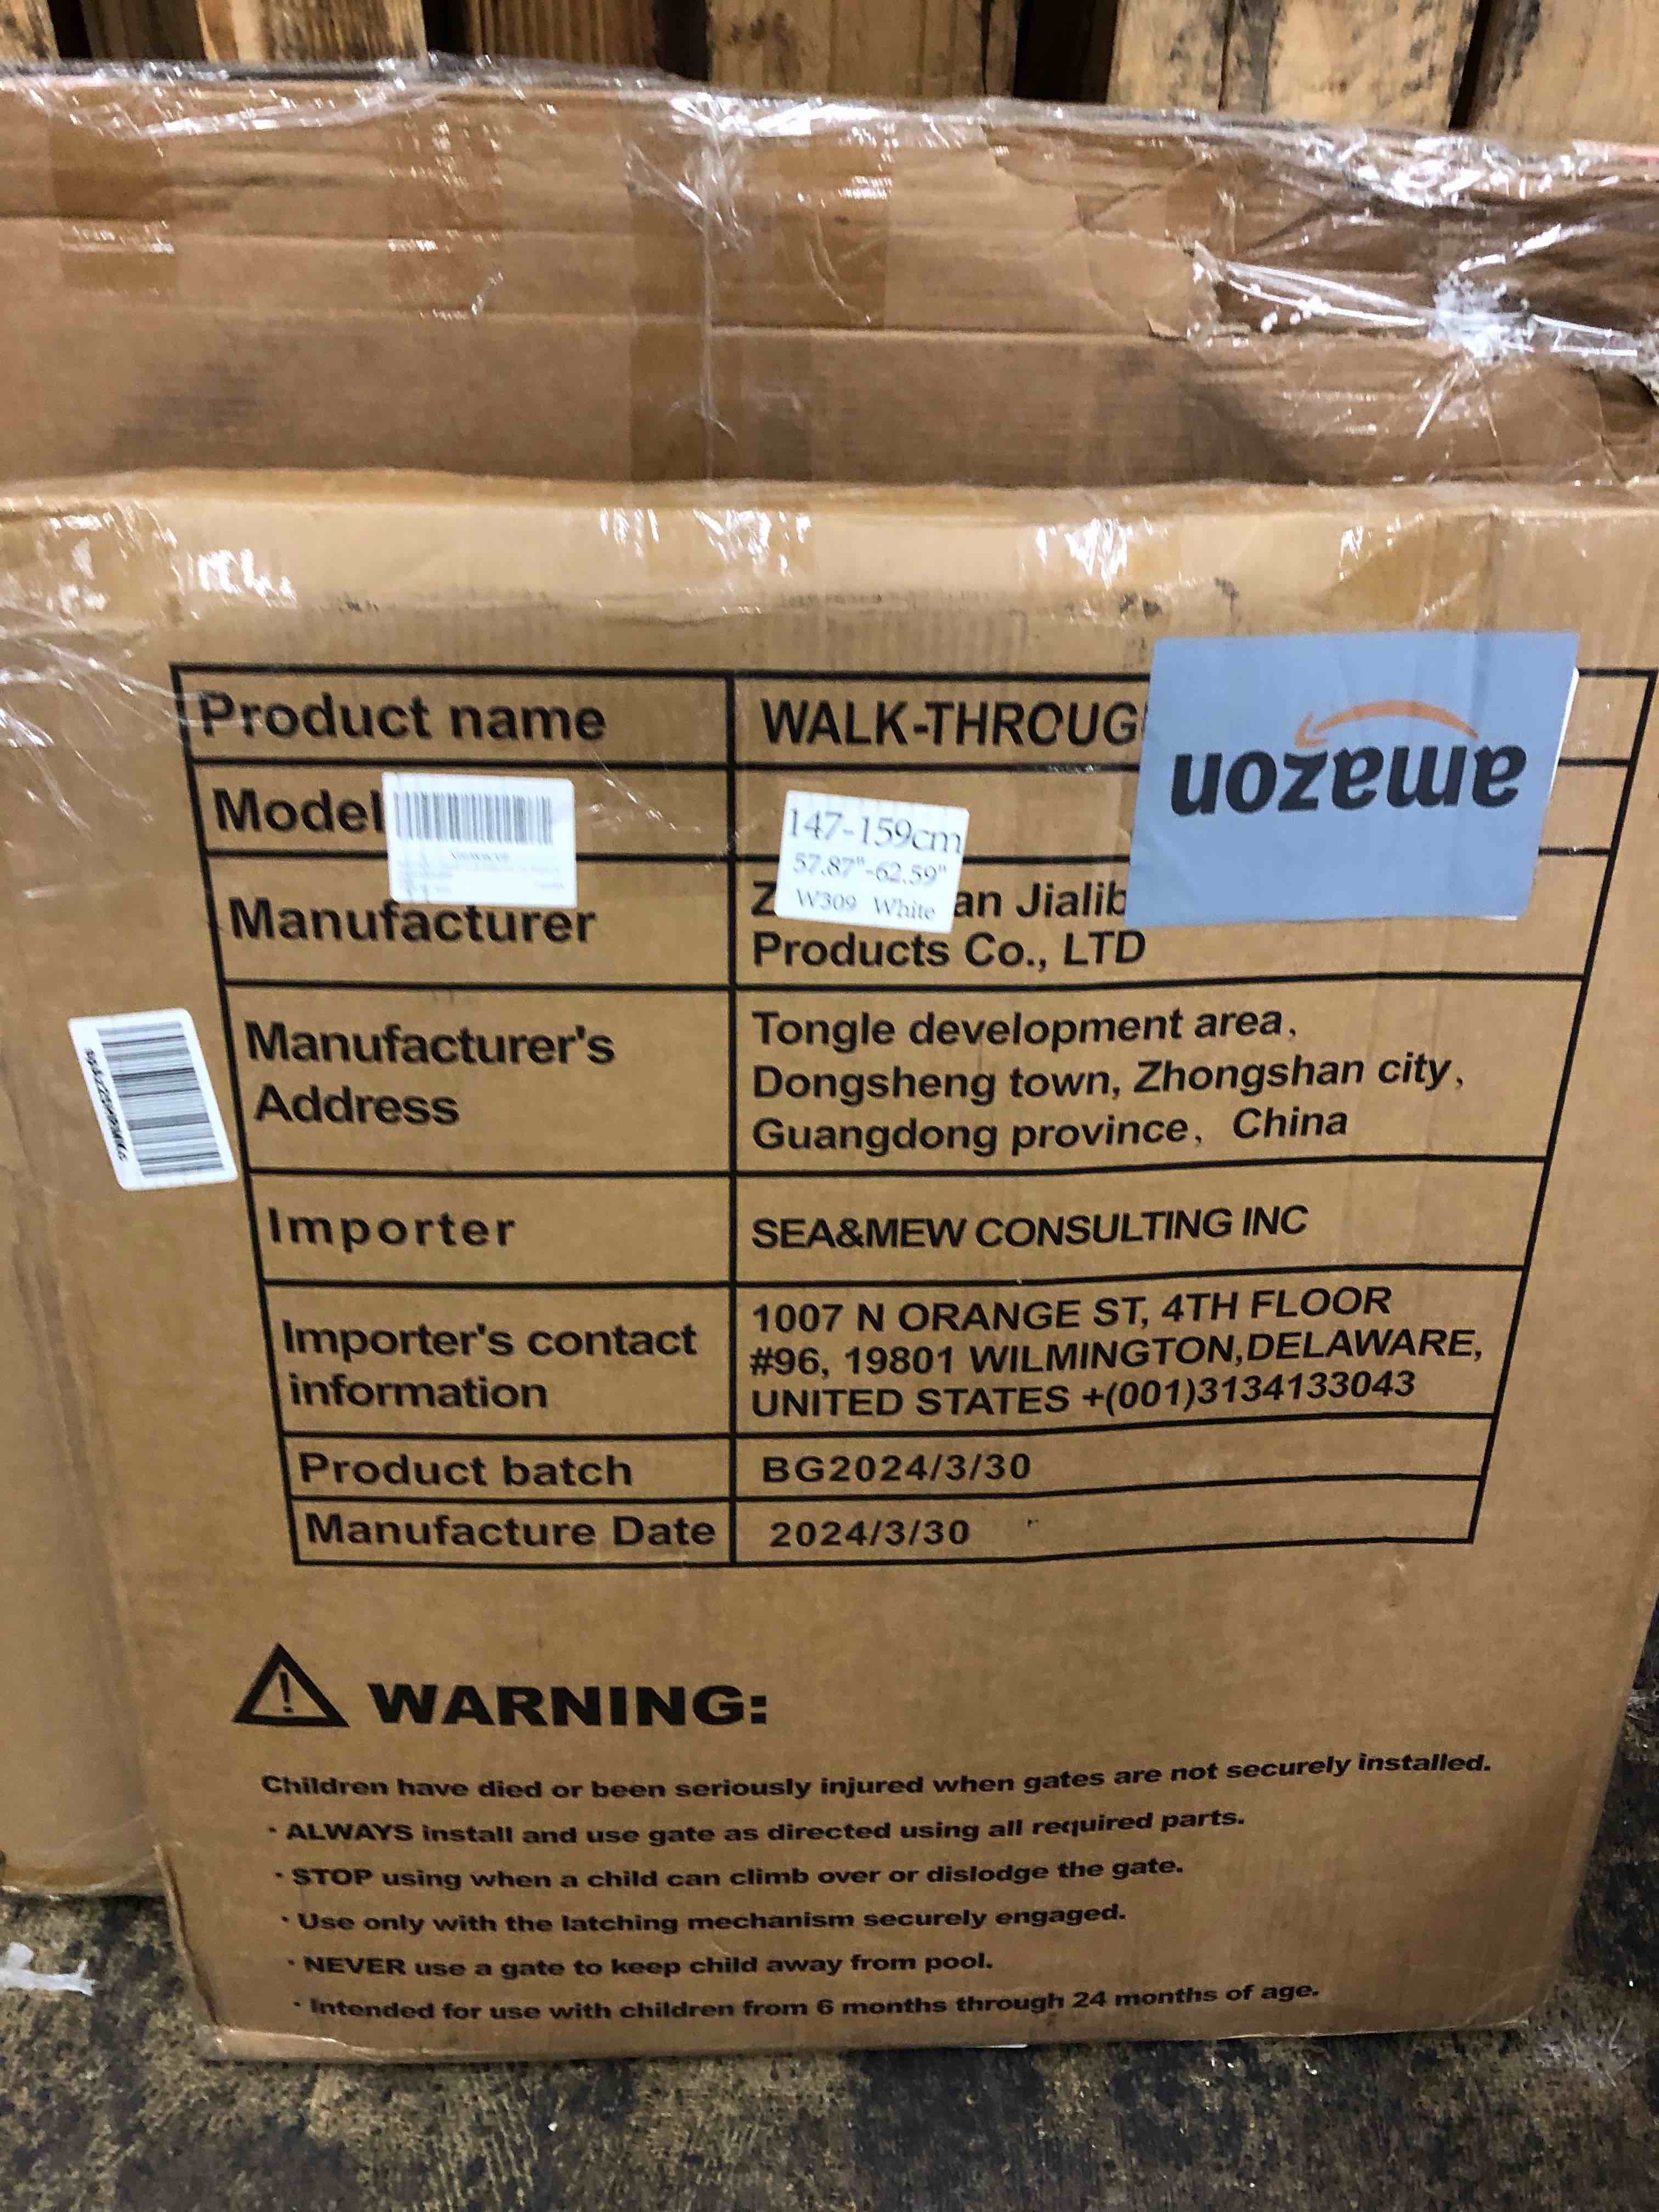 Product name WALK-THROUG
amazon
Model
147-159cm
57.87"-62.59"
W309 White
Manufacturer Z an Jialib
Products Co., LTD
Manufacturer's
Address
Tongle development area,
Dongsheng town, Zhongshan city,
Guangdong province, China
Importer SEA&MEW CONSULTING INC
Importer's contact
information
1007 N ORANGE ST, 4TH FLOOR
#96, 19801 WILMINGTON,DELAWARE,
UNITED STATES +(001)3134133043
Product batch BG2024/3/30
Manufacture Date 2024/3/30
WARNING:
Children have died or been seriously injured when gates are not securely installed.
· ALWAYS install and use gate as directed using all required parts.
· STOP using when a child can climb over or dislodge the gate.
· Use only with the latching mechanism securely engaged.
· NEVER use a gate to keep child away from pool.
· Intended for use with children from 6 months through 24 months of age.